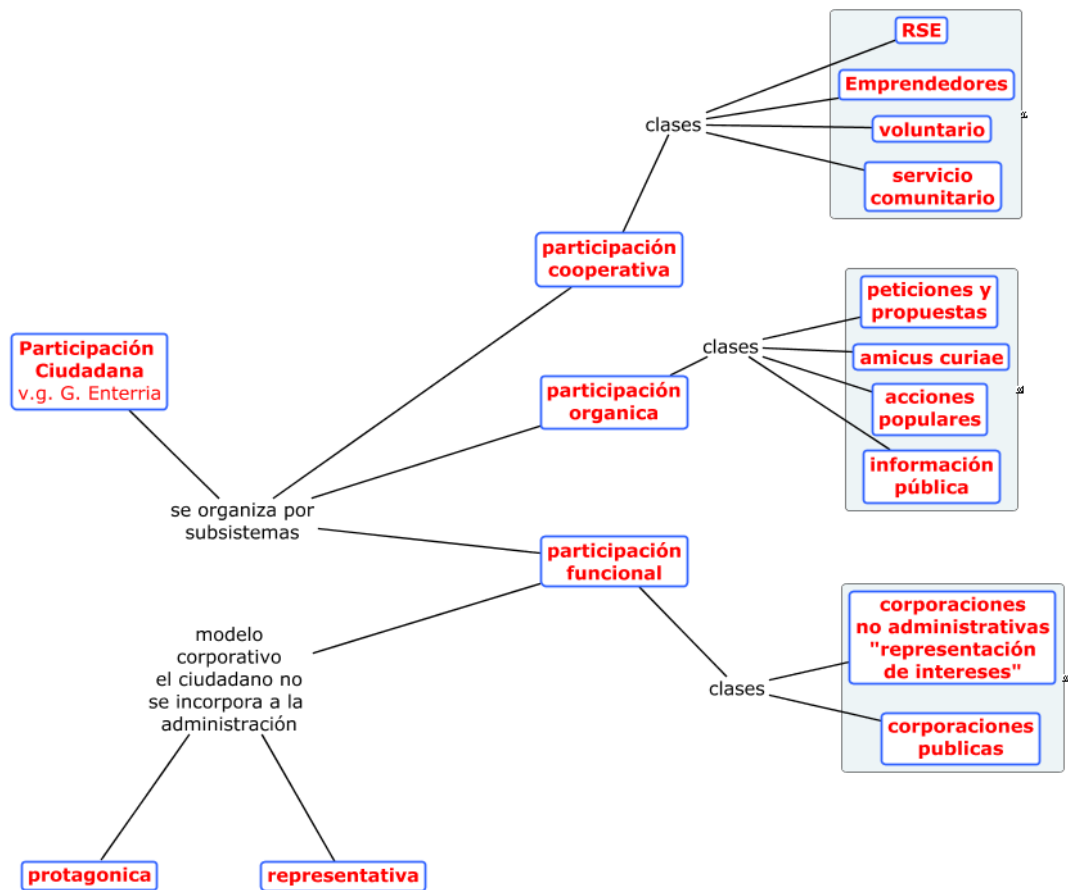 RSE
Emprendedores
clases
voluntario
servicio
comunitario
participación
cooperativa
peticiones y
propuestas
Participación
Ciudadana
v.g. G. Enterria
clases
amicus curiae
participación
organica
acciones
populares
información
pública
se organiza por
subsistemas
participación
funcional
corporaciones
no administrativas
"representación
de intereses"
modelo
corporativo
el ciudadano no
se incorpora a la
administración
clases
corporaciones
publicas
protagonica
representativa